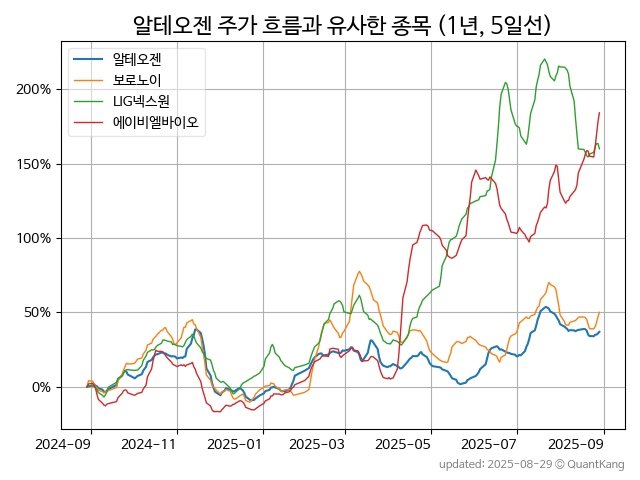 알테오젠 주가 흐름과 유사한 종목 (1년, 5일선)
알테오젠
보로노이
LIG넥스원
에이비엘바이오
200%
150%
100%
50%
0%
2024-09 2024-11 2025-01 2025-03 2025-05 2025-07 2025-09
updated: 2025-08-29 © QuantKang